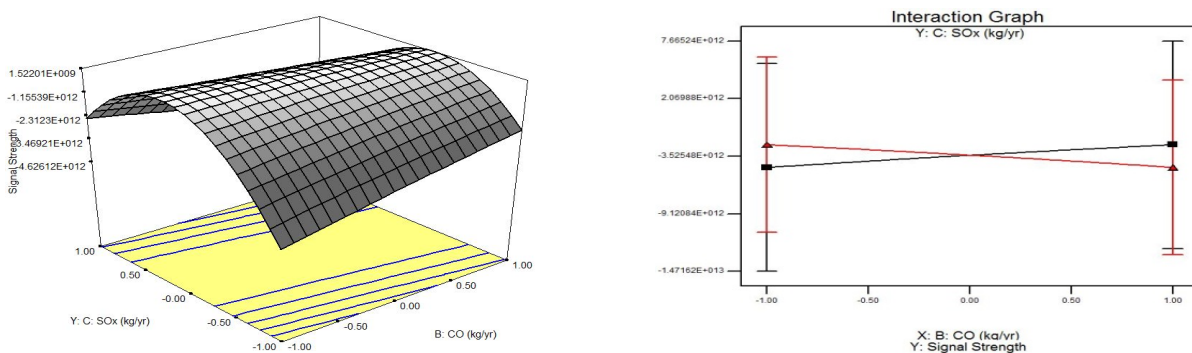 1.52201E+009
-1.15539E+012
-2.3123E+012
3.46921E+012
-4.62612E+012
Signal Strength
1.00
0.50
-0.00
-0.50
-1.00
Y: C: SOx (kg/yr)
-1.00
-0.50
0.00
0.50
1.00
B: CO (kg/yr)
Interaction Graph
Y: C: SOx (kg/yr)
7.66524E+012
2.06988E+012
-3.52548E+012
-9.12084E+012
-1.47162E+013
-1.00
-0.50
0.00
0.50
1.00
X: B: CO (kg/yr)
Y: Signal Strength